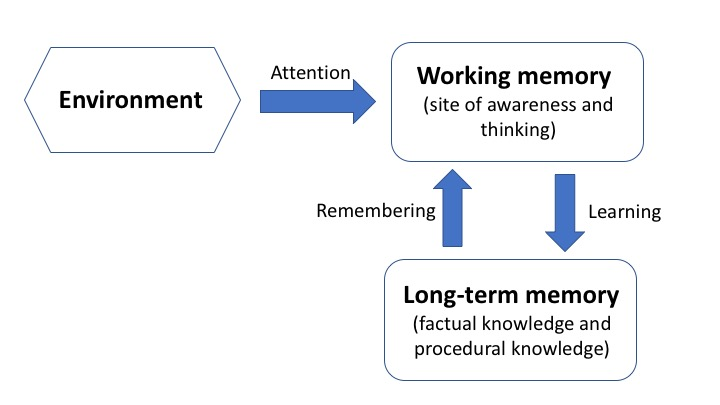 Environment
Attention
Working memory
(site of awareness and
thinking)
Remembering
Learning
Long-term memory
(factual knowledge and
procedural knowledge)